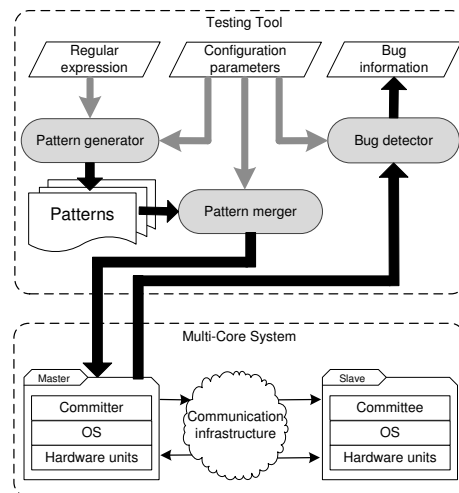 Testing Tool
Regular
expression
Configuration
parameters
Bug
information
Pattern generator
Bug detector
Patterns
Pattern merger
Multi-Core System
Master
Committer
OS
Hardware units
Communication
infrastructure
Slave
Committee
OS
Hardware units